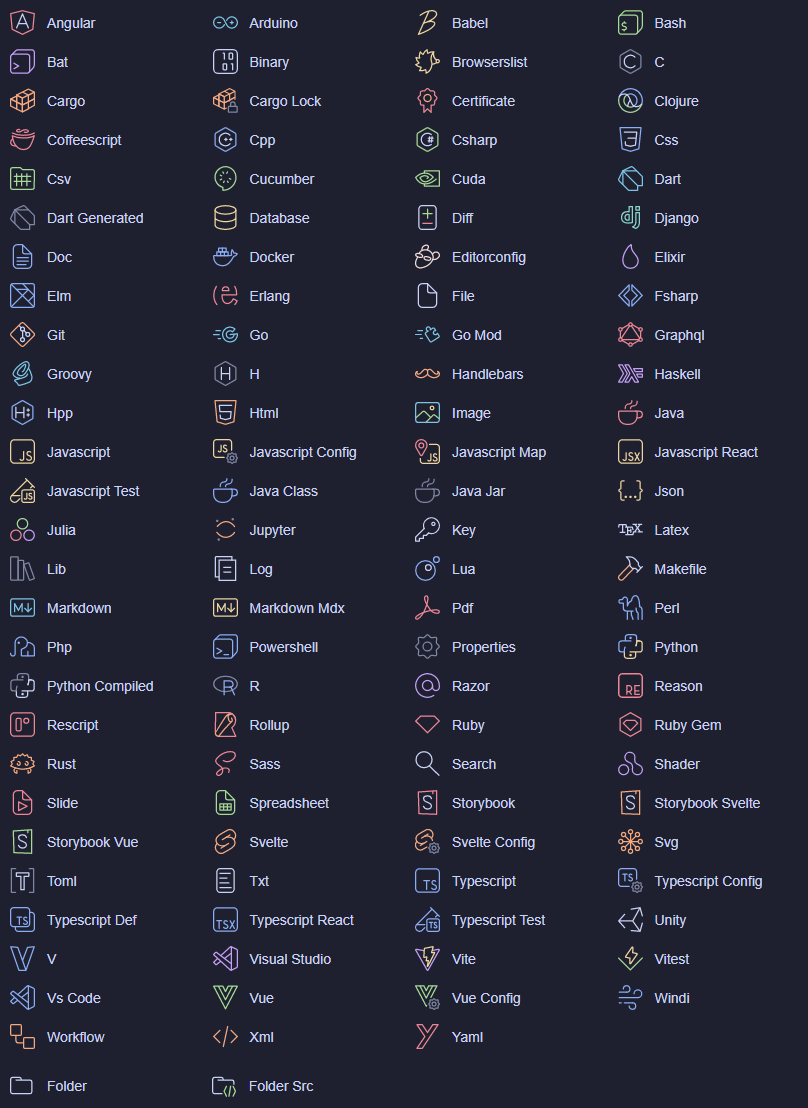 Angular Arduino Babel Bash
Bat Binary Browserslist C
Cargo Cargo Lock Certificate Clojure
Coffeescript Cpp Csharp Css
Csv Cucumber Cuda Dart
Dart Generated Database Diff Django
Doc Docker Editorconfig Elixir
Elm Erlang File Fsharp
Git Go Go Mod Graphql
Groovy H Handlebars Haskell
Hpp Html Image Java
Javascript Javascript Config Javascript Map Javascript React
Javascript Test Java Class Java Jar Json
Julia Jupyter Key Latex
Lib Log Lua Makefile
Markdown Markdown Mdx Pdf Perl
Php Powershell Properties Python
Python Compiled R Razor Reason
Rescript Rollup Ruby Ruby Gem
Rust Sass Search Shader
Slide Spreadsheet Storybook Storybook Svelte
Storybook Vue Svelte Svelte Config Svg
Toml Txt Typescript Typescript Config
Typescript Def Typescript React Typescript Test Unity
V Visual Studio Vite Vitest
Vs Code Vue Vue Config Windi
Workflow Xml Yaml
Folder Folder Src